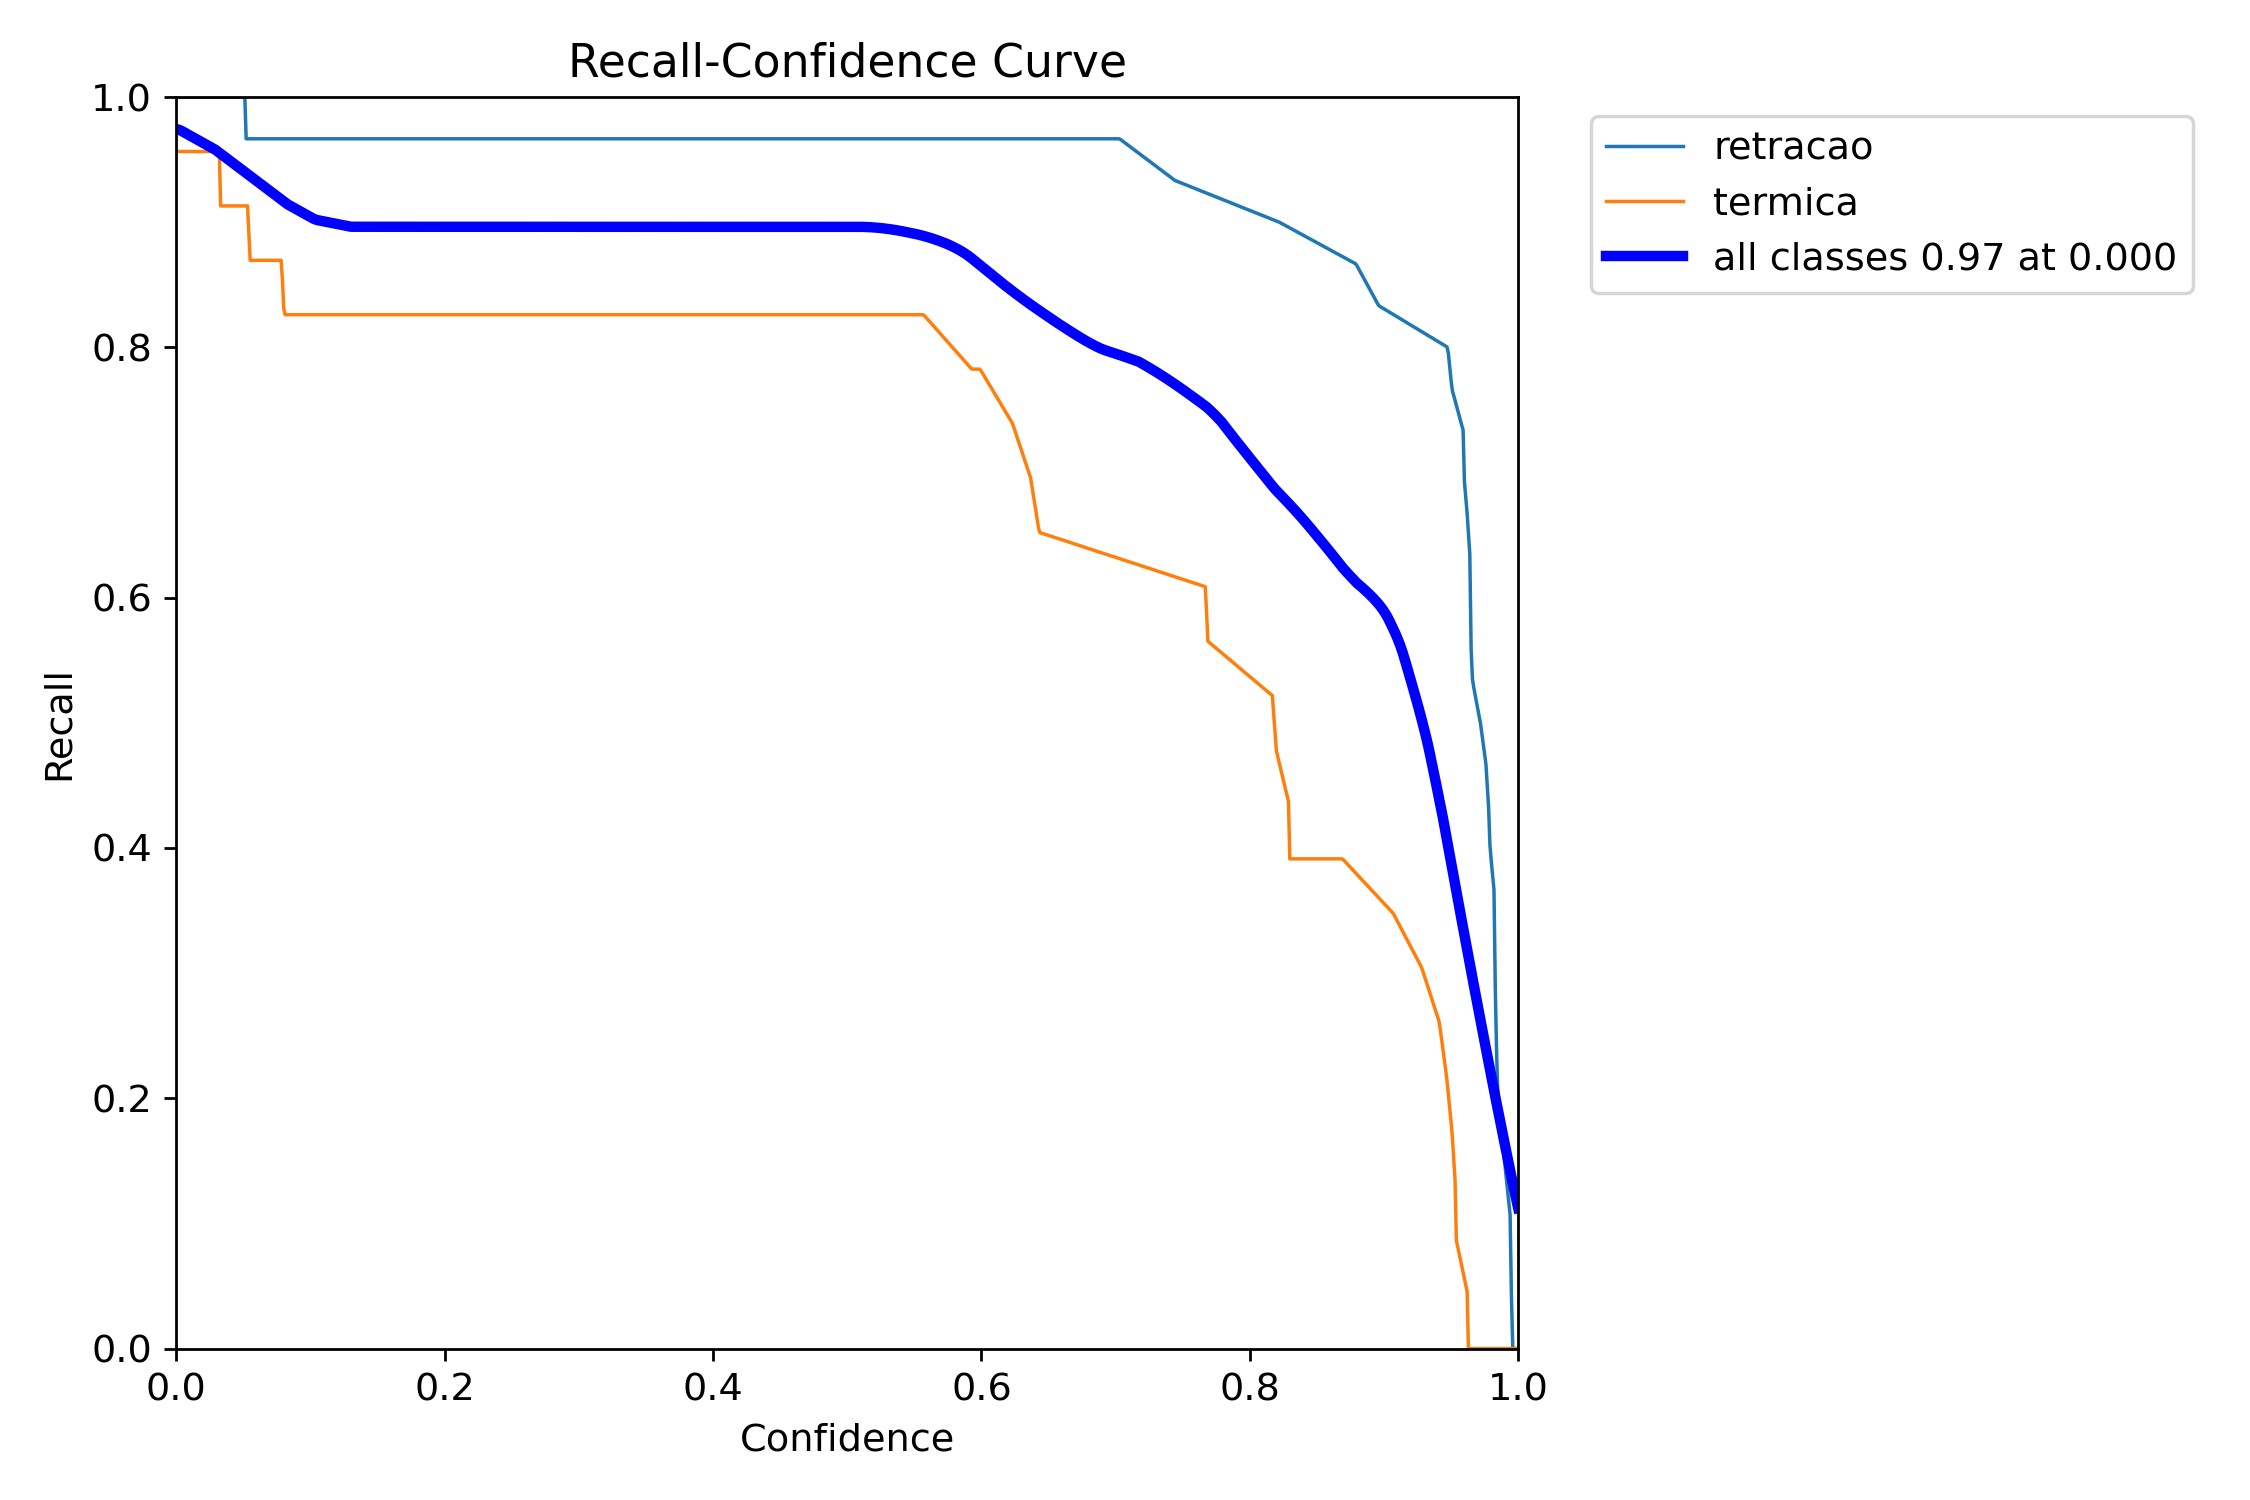 Recall-Confidence Curve
1.0
0.8
0.6
0.4
0.2
0.0
Recall
0.0 0.2 0.4 0.6 0.8 1.0
Confidence
retracao
termica
all classes 0.97 at 0.000